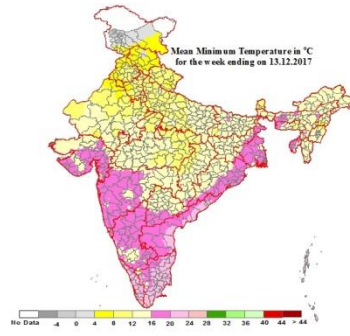 Mean Minimum Temperature in °C
for the week ending on 13.12.2017
No Data -4 0 4 8 12 16 20 24 28 32 36 40 44 > 44